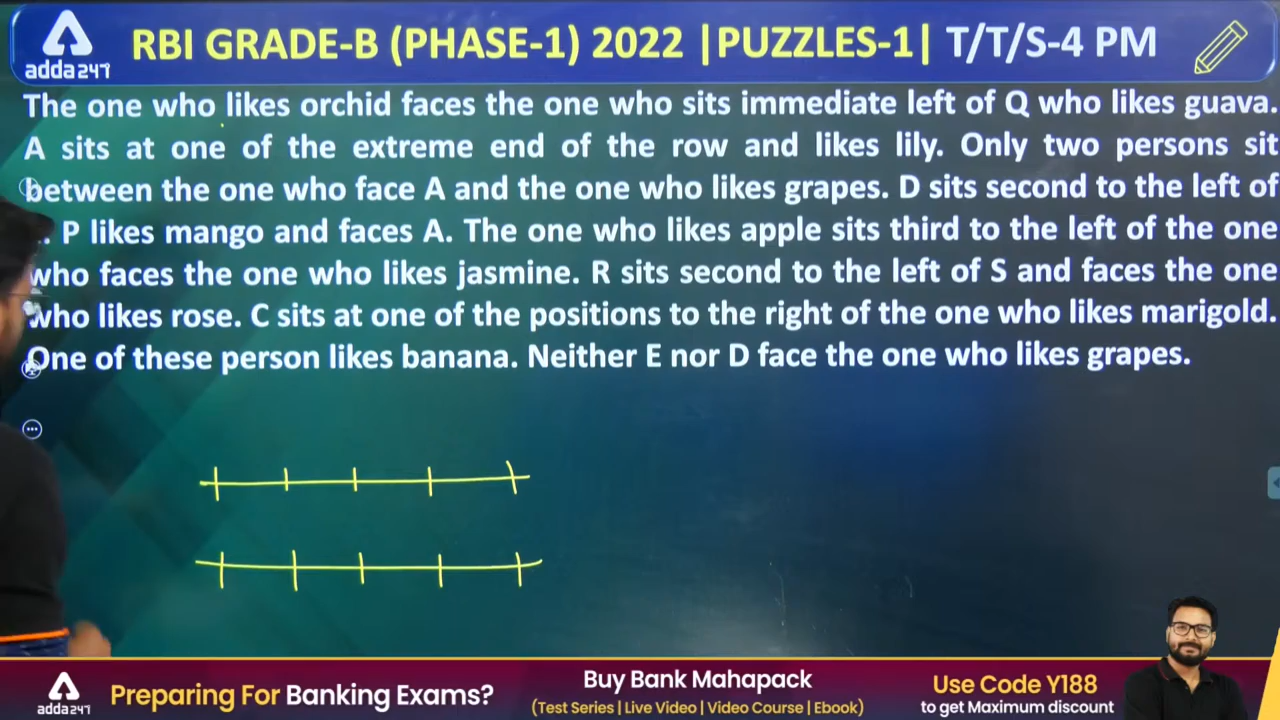 adda247
RBI GRADE-B (PHASE-1) 2022 |PUZZLES-1| T/T/S-4 PM
The one who likes orchid faces the one who sits immediate left of Q who likes guava.
A sits at one of the extreme end of the row and likes lily. Only two persons sit
between the one who face A and the one who likes grapes. D sits second to the left of
P likes mango and faces A. The one who likes apple sits third to the left of the one
who faces the one who likes jasmine. R sits second to the left of S and faces the one
who likes rose. C sits at one of the positions to the right of the one who likes marigold.
One of these person likes banana. Neither E nor D face the one who likes grapes.
adda247
Preparing For Banking Exams?
Buy Bank Mahapack
(Test Series | Live Video | Video Course | Ebook)
Use Code Y188
to get Maximum discount